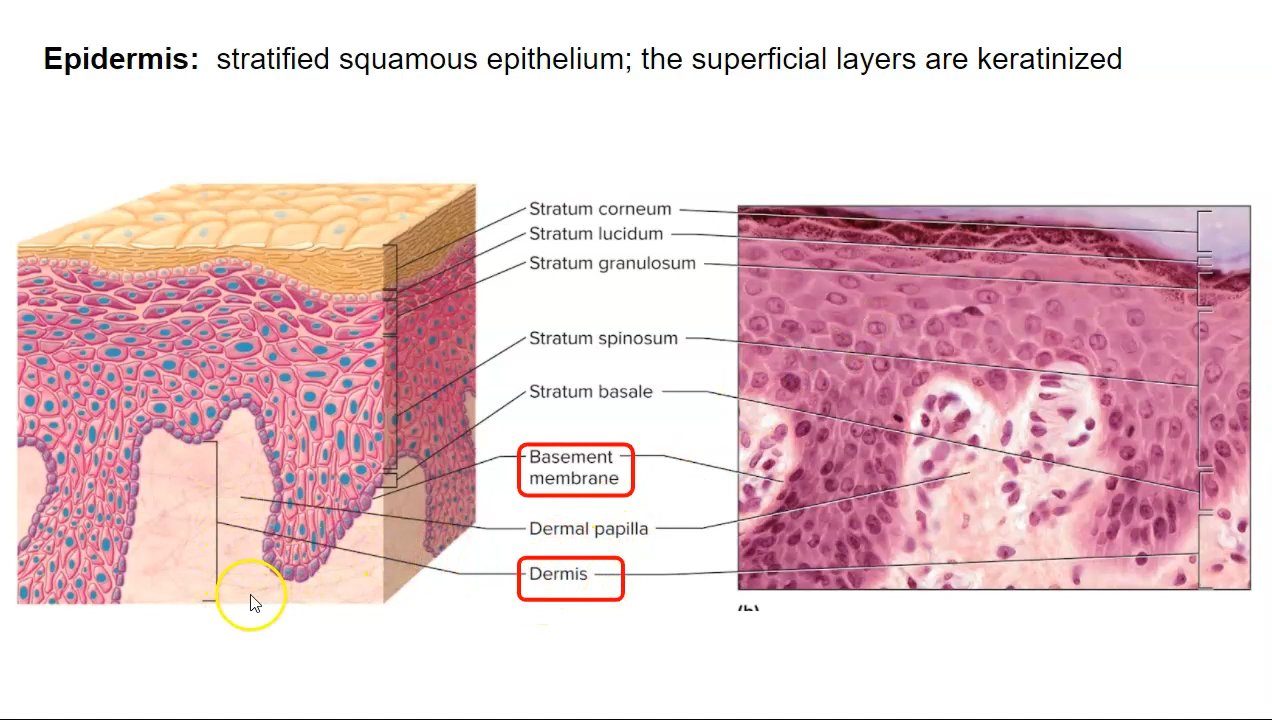 Epidermis: stratified squamous epithelium; the superficial layers are keratinized
Stratum corneum
Stratum lucidum
Stratum granulosum
Stratum spinosum
Stratum basale
Basement
membrane
Dermal papilla
Dermis